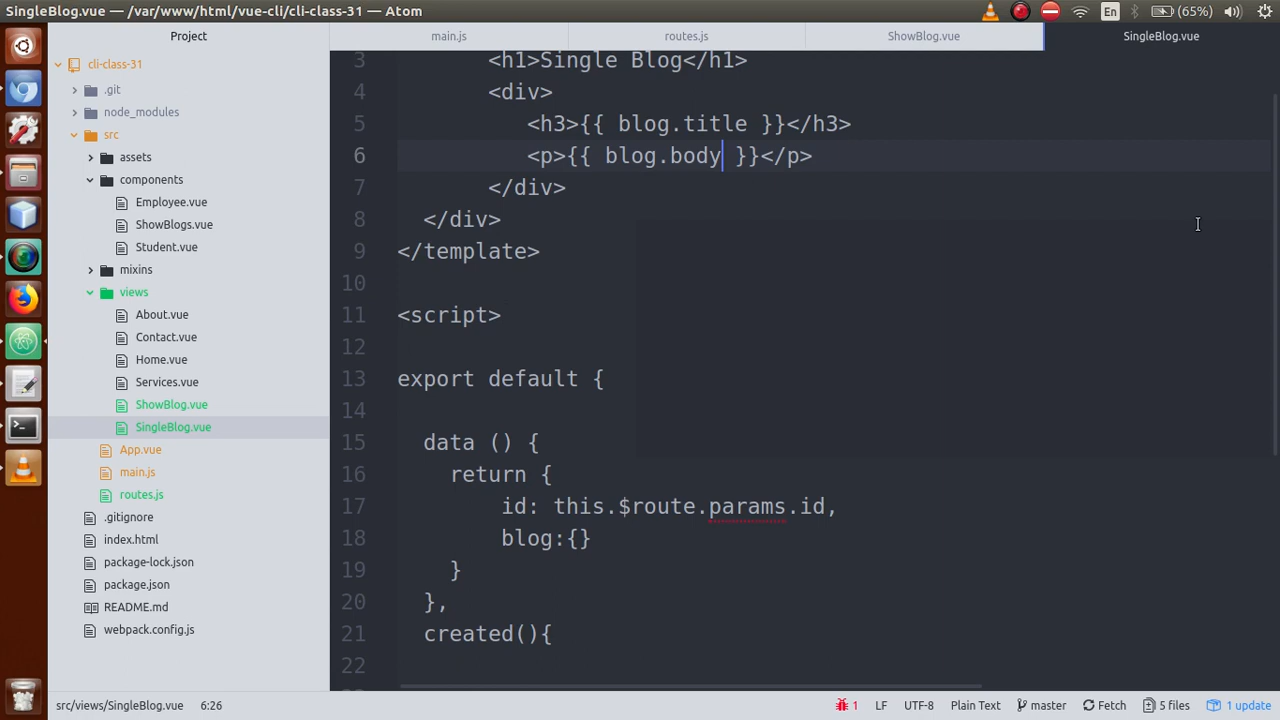 SingleBlog.vue — /var/www/html/vue-cli/cli-class-31 — Atom
En
(65%)
Project
main.js
routes.js
ShowBlog.vue
SingleBlog.vue
cli-class-31
.git
node_modules
src
assets
components
Employee.vue
ShowBlogs.vue
Student.vue
mixins
views
About.vue
Contact.vue
Home.vue
Services.vue
ShowBlog.vue
SingleBlog.vue
App.vue
main.js
routes.js
.gitignore
index.html
package-lock.json
package.json
README.md
webpack.config.js
3 <h1>Single Blog</h1>
4 <div>
5 <h3>{{ blog.title }}</h3>
6 <p>{{ blog.body }}</p>
7 </div>
8 </div>
9 </template>
10
11 <script>
12
13 export default {
14
15 data () {
16 return {
17 id: this.$route.params.id,
18 blog:{}
19 }
20 },
21 created(){
22
src/views/SingleBlog.vue 6:26
1 LF UTF-8 Plain Text master Fetch 5 files 1 update